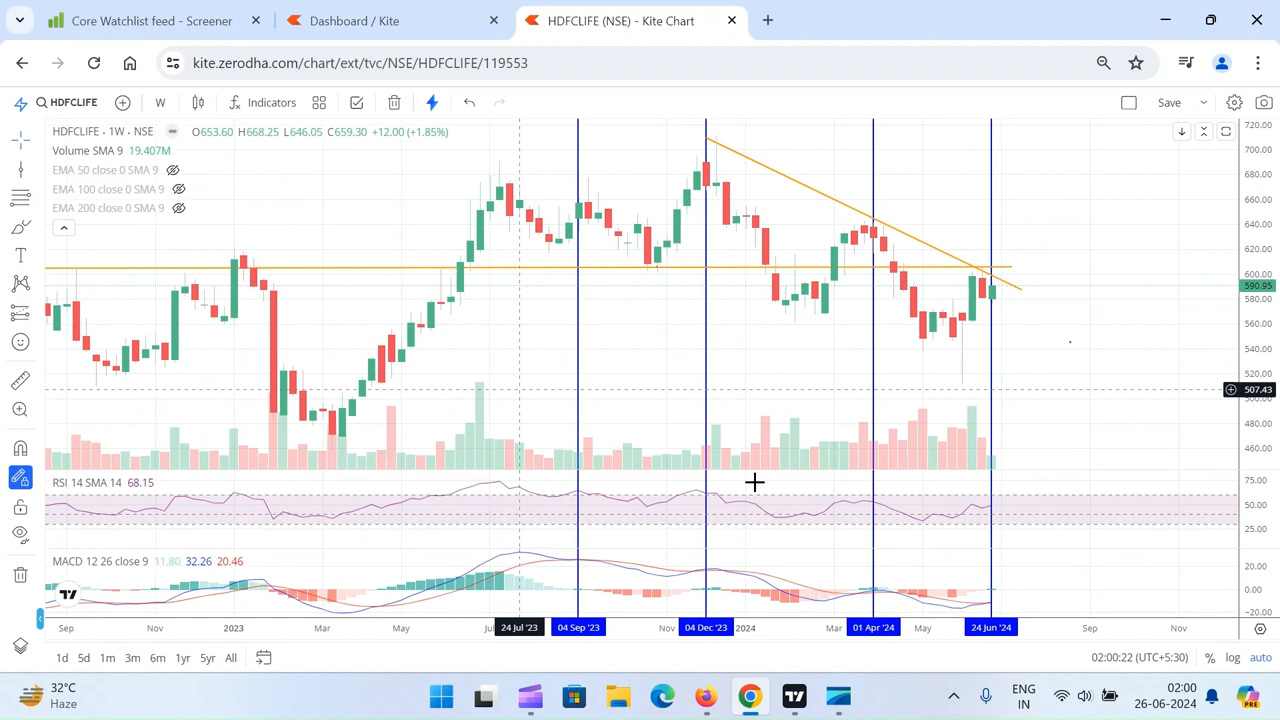 Core Watchlist feed - Screener
Dashboard / Kite
HDFCLIFE (NSE) - Kite Chart
kite.zerodha.com/chart/ext/tvc/NSE/HDFCLIFE/119553
HDFCLIFE W Indicators Save
HDFCLIFE · 1W · NSE O653.60 H668.25 L646.05 C659.30 +12.00 (+1.85%)
Volume SMA 9 19.407M
EMA 50 close 0 SMA 9
EMA 100 close 0 SMA 9
EMA 200 close 0 SMA 9
720.00
700.00
680.00
660.00
640.00
620.00
600.00
590.95
580.00
560.00
540.00
520.00
507.43
500.00
480.00
460.00
RSI 14 SMA 14 68.15
75.00
50.00
25.00
MACD 12 26 close 9 11.80 32.26 20.46
20.00
0.00
−20.00
Sep Nov 2023 Mar May 24 Jul '23 04 Sep '23 Nov 04 Dec '23 2024 Mar 01 Apr '24 May 24 Jun '24 Sep Nov
1d 5d 1m 3m 6m 1yr 5yr All 02:00:22 (UTC+5:30) % log auto
32°C
Haze
ENG
IN
02:00
26-06-2024
PRE